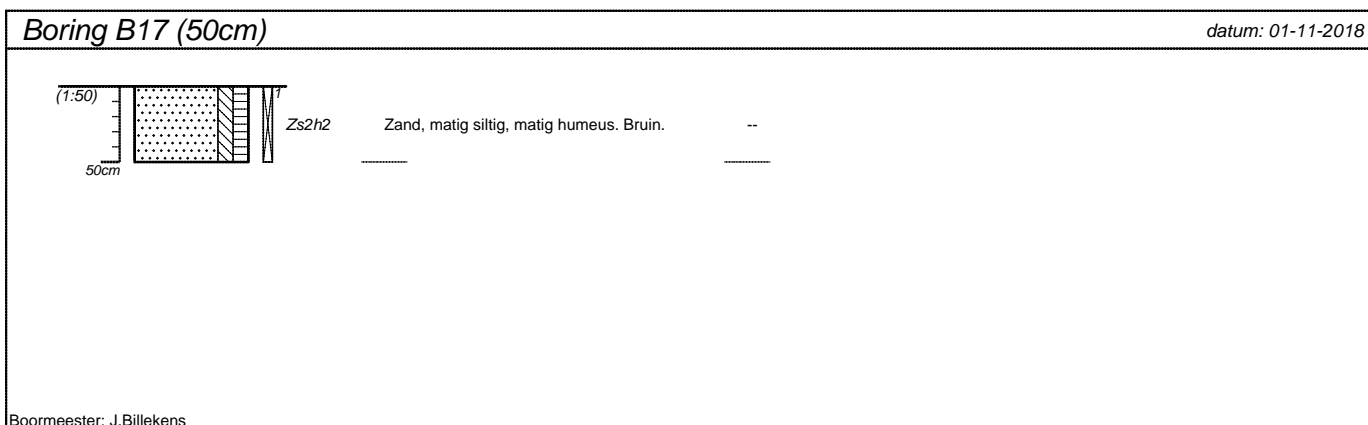 Boring B17 (50cm) datum: 01-11-2018
(1:50) 1
Zs2h2 Zand, matig siltig, matig humeus. Bruin. --
50cm
Boormeester: J.Billekens